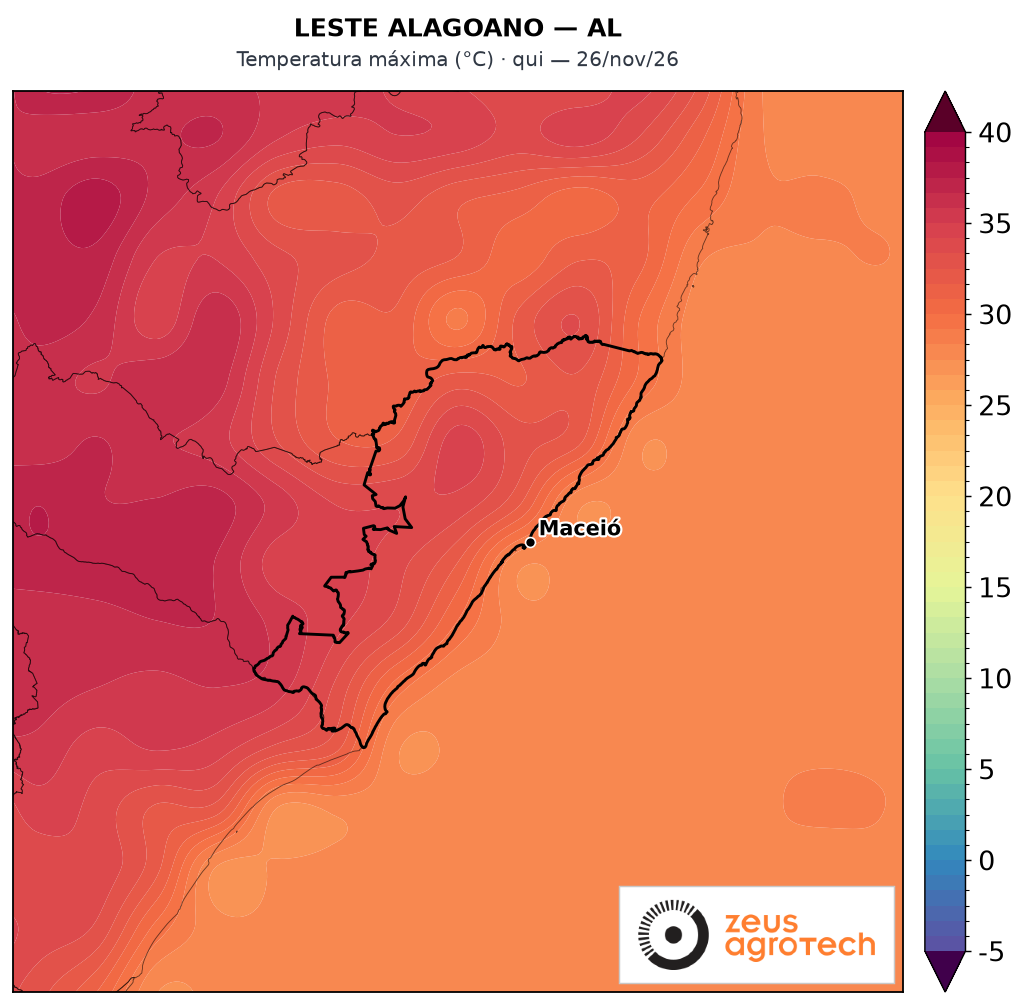 LESTE ALAGOANO — AL
Temperatura máxima (°C) · qui — 26/nov/26
40
35
30
25
20
15
10
5
0
-5
Maceió
zeus
agrotech